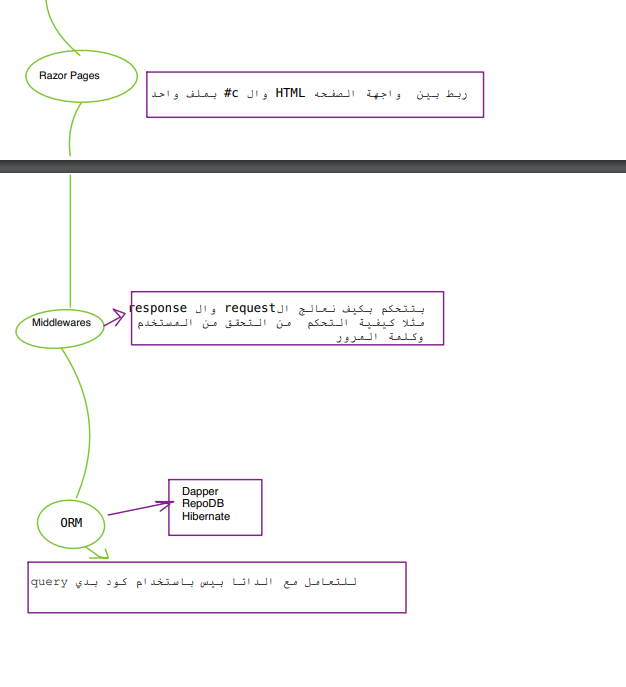 Razor Pages
ربط بين واجهة الصفحه HTML وال c# بملف واحد
Middlewares
بتتحكم بكيف نعالج الrequest وال response
مثلا كيفية التحكم من التحقق من المستخدم
وكلمة المرور
ORM
Dapper
RepoDB
Hibernate
للتعامل مع الداتا بيس باستخدام كود بدي query